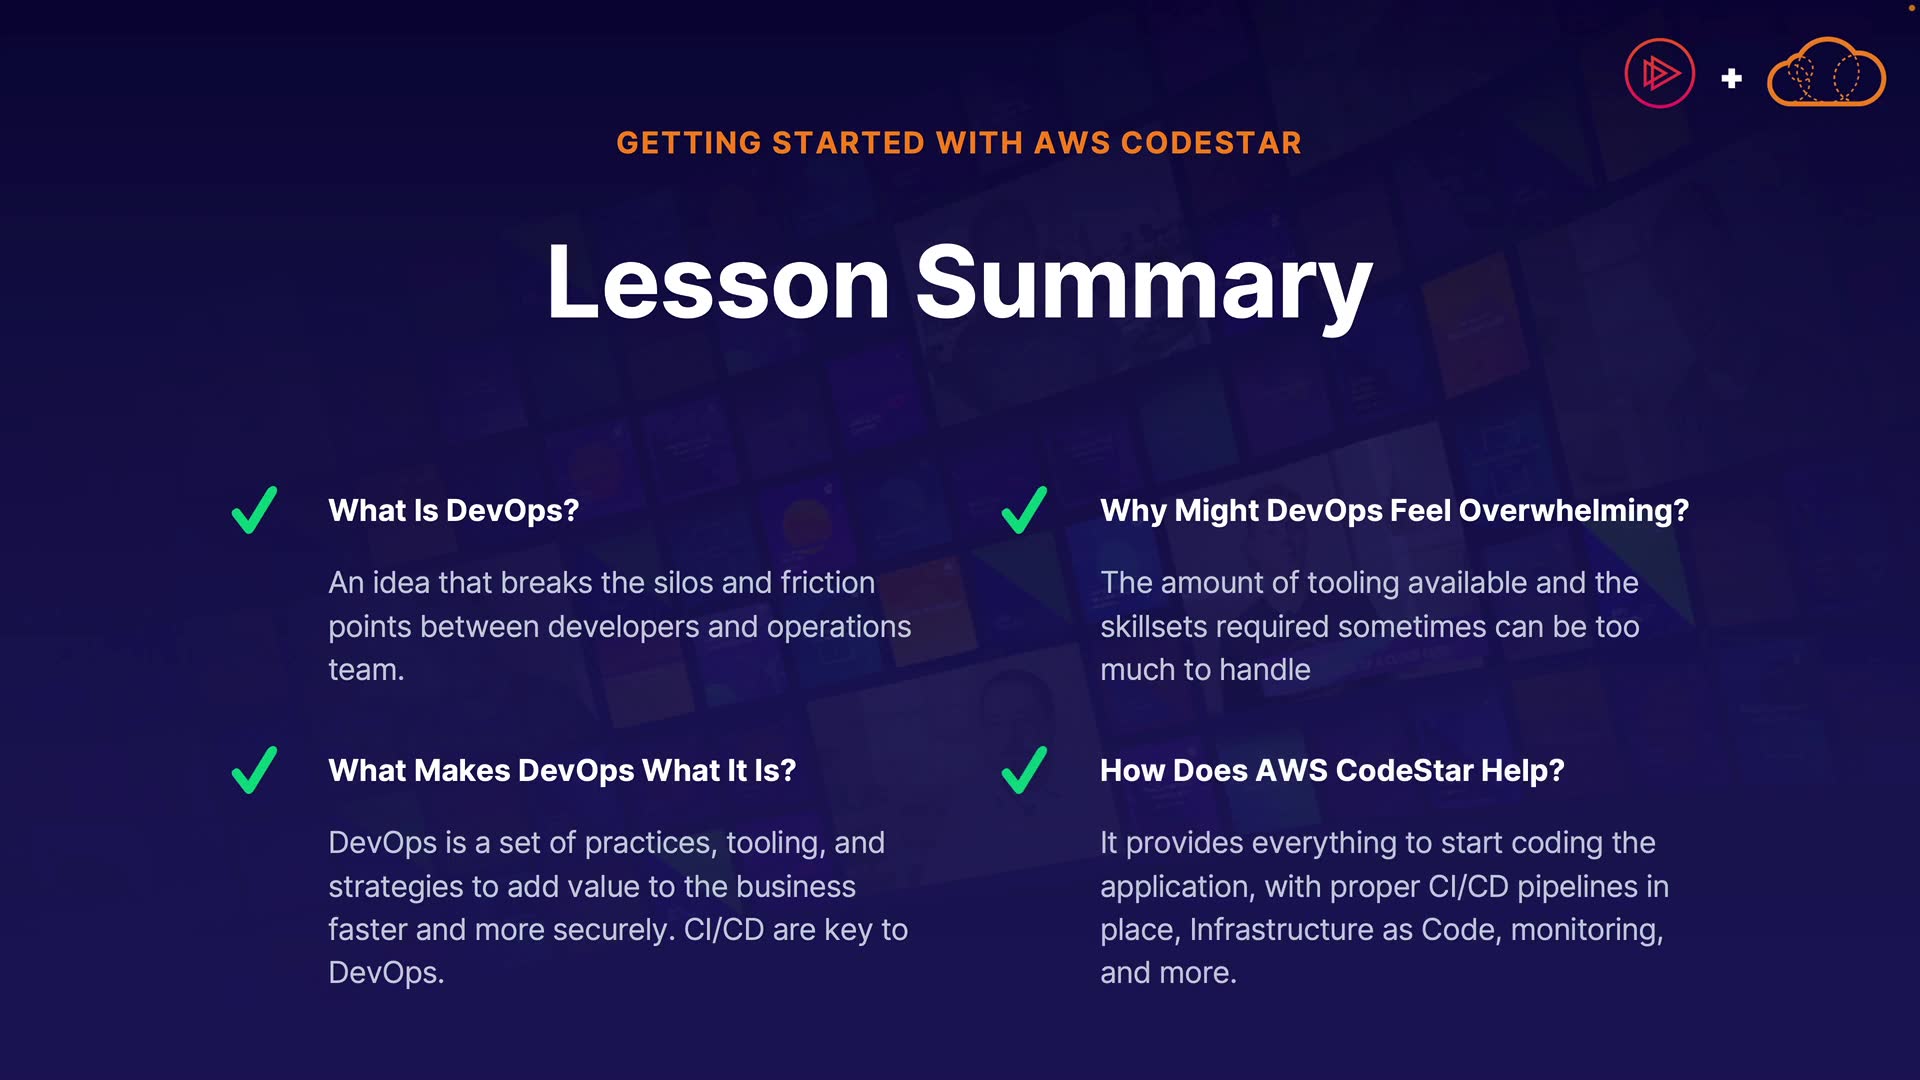 GETTING STARTED WITH AWS CODESTAR
Lesson Summary
What Is DevOps?
An idea that breaks the silos and friction
points between developers and operations
team.
Why Might DevOps Feel Overwhelming?
The amount of tooling available and the
skillsets required sometimes can be too
much to handle
What Makes DevOps What It Is?
DevOps is a set of practices, tooling, and
strategies to add value to the business
faster and more securely. CI/CD are key to
DevOps.
How Does AWS CodeStar Help?
It provides everything to start coding the
application, with proper CI/CD pipelines in
place, Infrastructure as Code, monitoring,
and more.